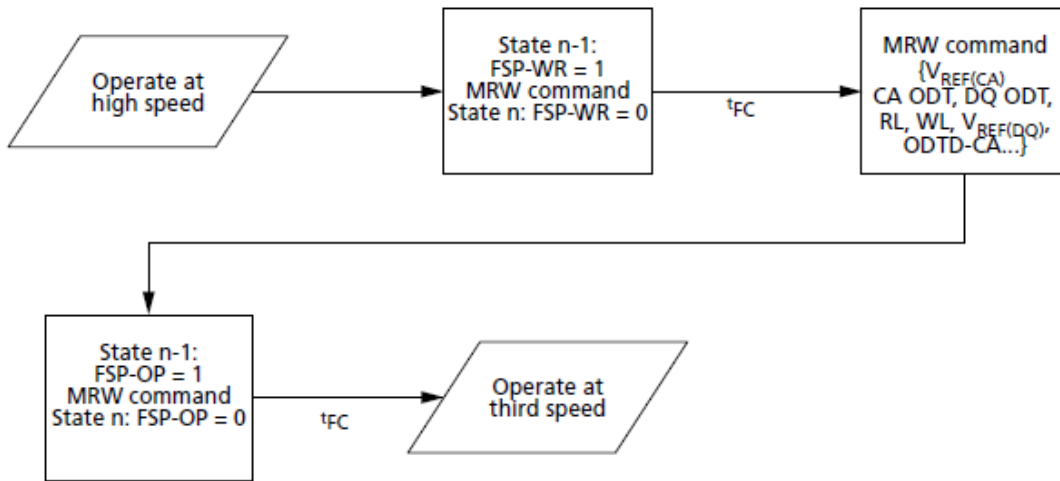 Operate at
high speed
State n-1:
FSP-WR = 1
MRW command
State n: FSP-WR = 0
tFC
MRW command
{VREF(CA)
CA ODT, DQ ODT,
RL, WL, VREF(DQ),
ODTD-CA...}
State n-1:
FSP-OP = 1
MRW command
State n: FSP-OP = 0
tFC
Operate at
third speed